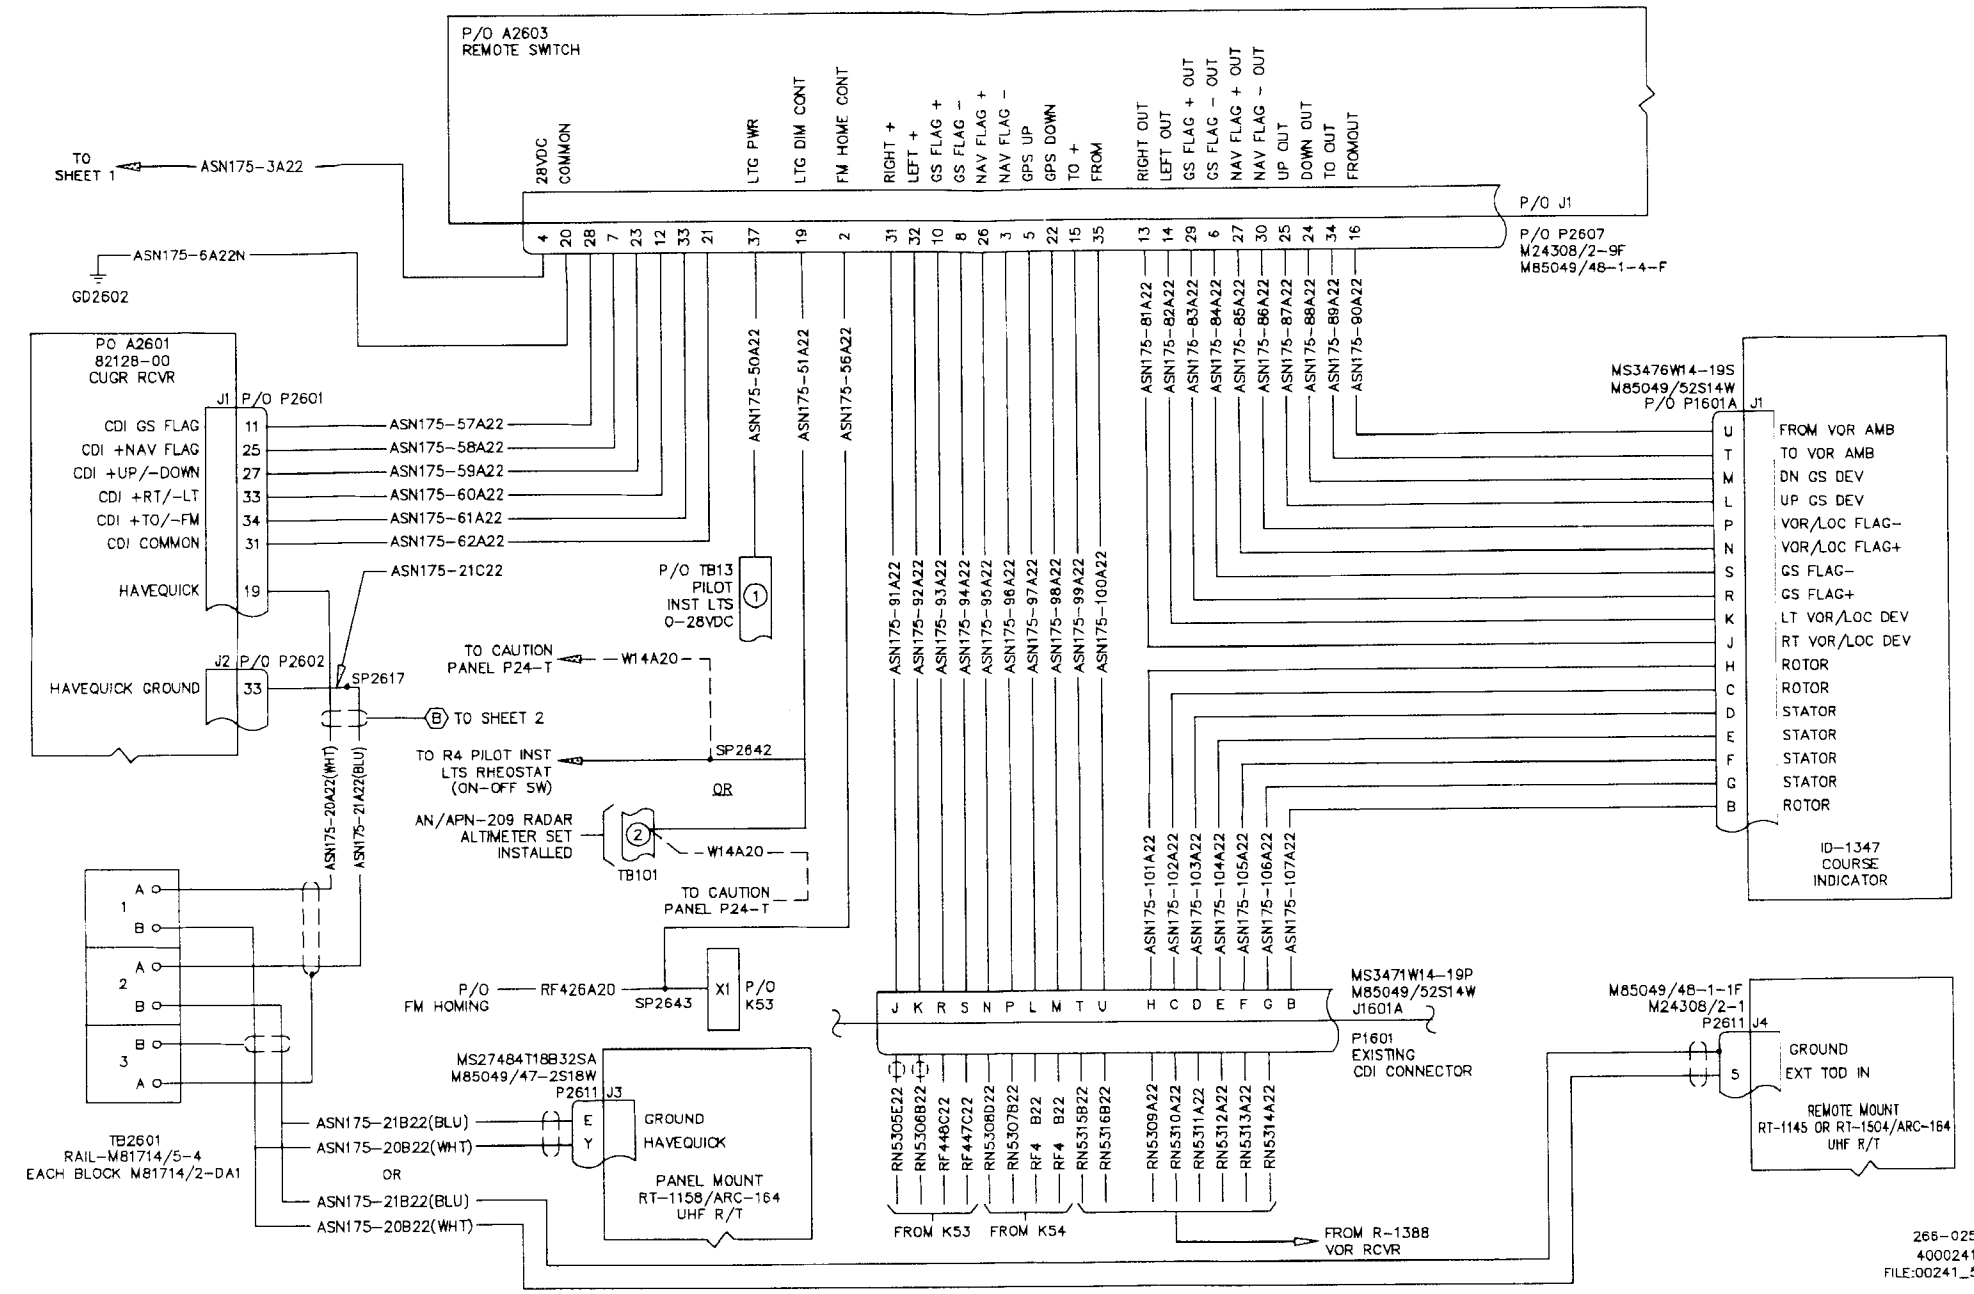 P/O A2603
REMOTE SWITCH
28VDC
COMMON
LTG PWR
LTG DIM CONT
FM HOME CONT
RIGHT +
LEFT +
GS FLAG +
GS FLAG -
NAV FLAG +
NAV FLAG -
GPS UP
GPS DOWN
TO +
FROM
RIGHT OUT
LEFT OUT
GS FLAG + OUT
GS FLAG - OUT
NAV FLAG + OUT
NAV FLAG - OUT
UP OUT
DOWN OUT
TO OUT
FROMOUT
P/O J1
4 20 28 7 23 12 33 21 37 19 2 31 32 10 8 26 3 5 22 15 35 13 14 29 6 27 30 25 24 34 16
P/O P2607
M24308/2-9F
M85049/48-1-4-F
TO
SHEET 1
ASN175-3A22
ASN175-6A22N
GD2602
PO A2601
82128-00
CUGR RCVR
J1 P/O P2601
CDI GS FLAG 11 ASN175-57A22
CDI +NAV FLAG 25 ASN175-58A22
CDI +UP/-DOWN 27 ASN175-59A22
CDI +RT/-LT 33 ASN175-60A22
CDI +TO/-FM 34 ASN175-61A22
CDI COMMON 31 ASN175-62A22
ASN175-21C22
HAVEQUICK 19
J2 P/O P2602
HAVEQUICK GROUND 33
SP2617
B TO SHEET 2
ASN175-20A22(WHT)
ASN175-21A22(BLU)
ASN175-50A22
ASN175-51A22
ASN175-56A22
P/O TB13
PILOT
INST LTS
0-28VDC
1
TO CAUTION
PANEL P24-T
W14A20
SP2642
TO R4 PILOT INST
LTS RHEOSTAT
(ON-OFF SW)
OR
AN/APN-209 RADAR
ALTIMETER SET
INSTALLED
2
TB101
W14A20
TO CAUTION
PANEL P24-T
P/O
FM HOMING
RF426A20
SP2643
X1
P/O
K53
ASN175-91A22
ASN175-92A22
ASN175-93A22
ASN175-94A22
ASN175-95A22
ASN175-96A22
ASN175-97A22
ASN175-98A22
ASN175-99A22
ASN175-100A22
ASN175-81A22
ASN175-82A22
ASN175-83A22
ASN175-84A22
ASN175-85A22
ASN175-86A22
ASN175-87A22
ASN175-88A22
ASN175-89A22
ASN175-90A22
MS3476W14-19S
M85049/52S14W
P/O P1601A J1
U FROM VOR AMB
T TO VOR AMB
M DN GS DEV
L UP GS DEV
P VOR/LOC FLAG-
N VOR/LOC FLAG+
S GS FLAG-
R GS FLAG+
K LT VOR/LOC DEV
J RT VOR/LOC DEV
H ROTOR
C ROTOR
D STATOR
E STATOR
F STATOR
G STATOR
B ROTOR
ID-1347
COURSE
INDICATOR
ASN175-101A22
ASN175-102A22
ASN175-103A22
ASN175-104A22
ASN175-105A22
ASN175-106A22
ASN175-107A22
MS3471W14-19P
M85049/52S14W
J1601A
J K R S N P L M T U H C D E F G B
P1601
EXISTING
CDI CONNECTOR
RN5305E22
RN5306B22
RF448C22
RF447C22
RN5308D22
RN5307B22
RF4 B22
RF4 B22
RN5315B22
RN5316B22
RN5309A22
RN5310A22
RN5311A22
RN5312A22
RN5313A22
RN5314A22
FROM K53
FROM K54
FROM R-1388
VOR RCVR
A
1
B
A
2
B
B
3
A
TB2601
RAIL-M81714/5-4
EACH BLOCK M81714/2-DA1
MS27484T18B32SA
M85049/47-2S18W
P2611 J3
ASN175-21B22(BLU) E GROUND
ASN175-20B22(WHT) Y HAVEQUICK
OR
ASN175-21B22(BLU)
ASN175-20B22(WHT)
PANEL MOUNT
RT-1158/ARC-164
UHF R/T
M85049/48-1-1F
M24308/2-1
P2611 J4
GROUND
5 EXT TOD IN
REMOTE MOUNT
RT-1145 OR RT-1504/ARC-164
UHF R/T
266-025
4000241
FILE:00241_5